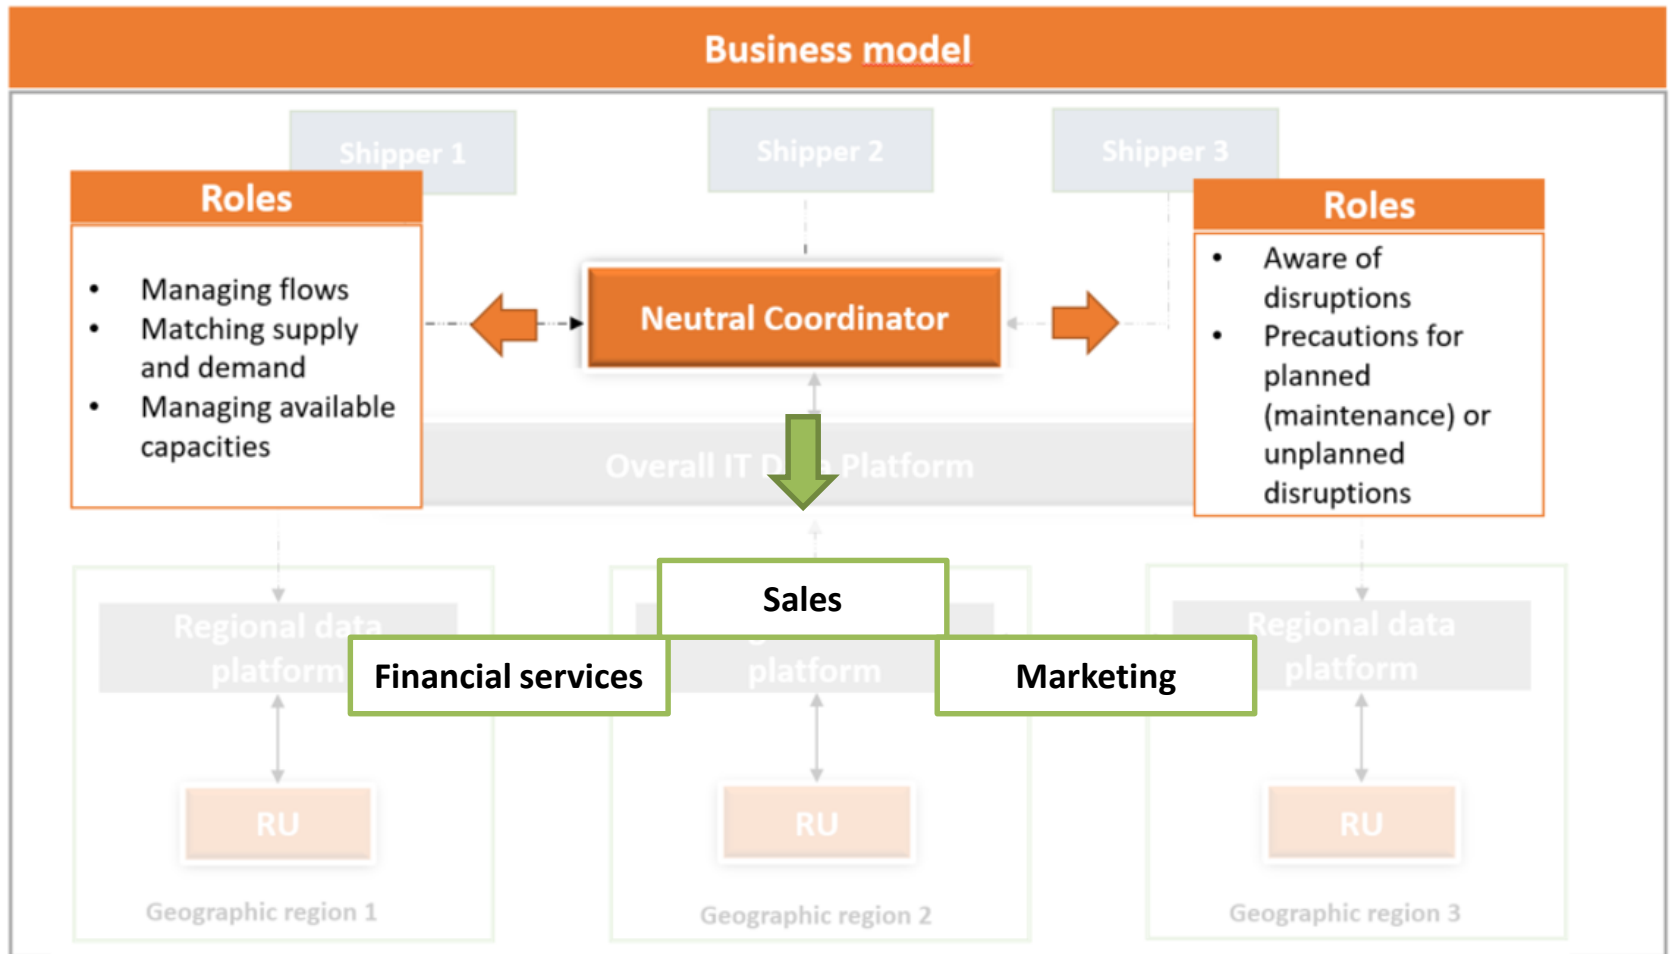 Business model
Shipper 1
Shipper 2
Shipper 3
Roles
• Managing flows
• Matching supply
and demand
• Managing available
capacities
Neutral Coordinator
Roles
• Aware of
disruptions
• Precautions for
planned
(maintenance) or
unplanned
disruptions
Overall IT Platform
Sales
Financial services
Marketing
Regional data
platform
platform
Regional data
platform
RU
RU
RU
Geographic region 1
Geographic region 2
Geographic region 3